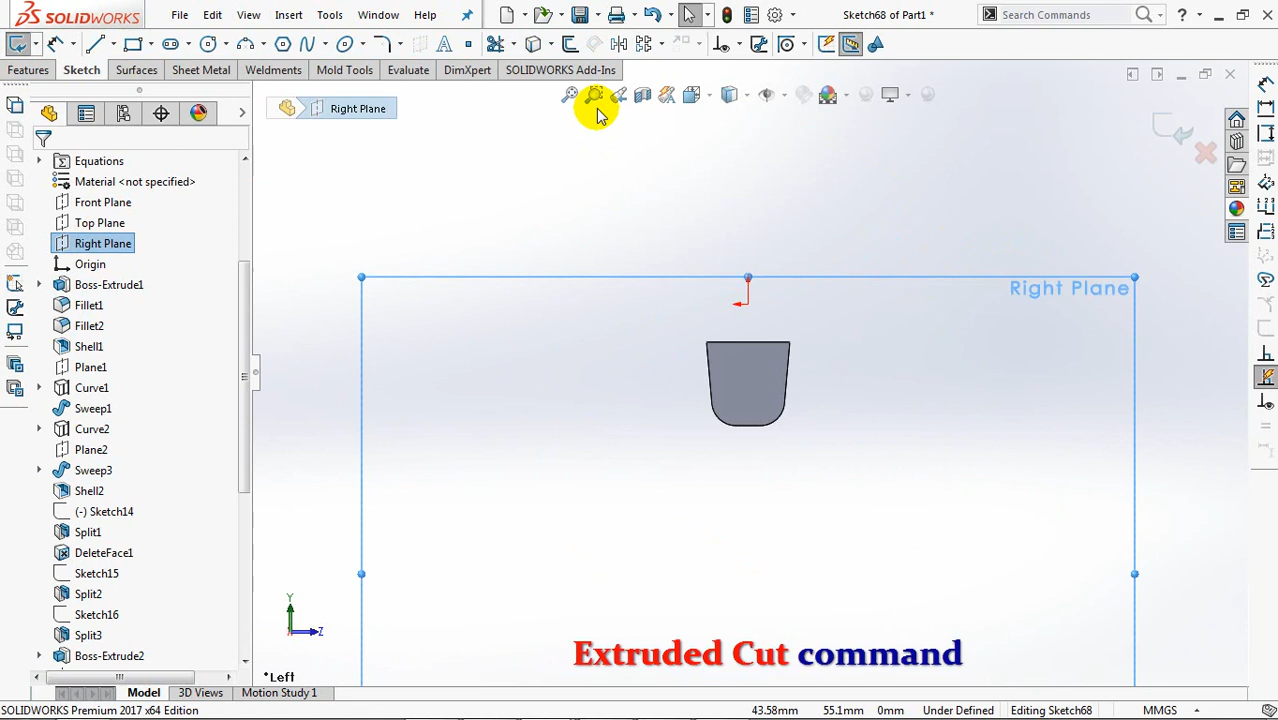 SOLIDWORKS File Edit View Insert Tools Window Help Sketch68 of Part1 * Search Commands ?
Features Sketch Surfaces Sheet Metal Weldments Mold Tools Evaluate DimXpert SOLIDWORKS Add-Ins
Right Plane
Equations
Material <not specified>
Front Plane
Top Plane
Right Plane
Origin
Boss-Extrude1
Fillet1
Fillet2
Shell1
Plane1
Curve1
Sweep1
Curve2
Plane2
Sweep3
Shell2
(-) Sketch14
Split1
DeleteFace1
Sketch15
Split2
Sketch16
Split3
Boss-Extrude2
Right Plane
Y
Z
*Left
Extruded Cut command
Model 3D Views Motion Study 1
SOLIDWORKS Premium 2017 x64 Edition 43.58mm 55.1mm 0mm Under Defined Editing Sketch68 MMGS